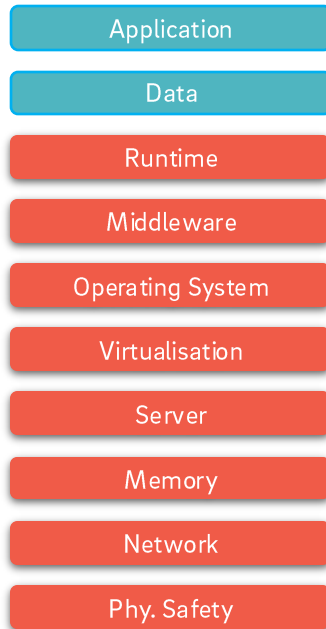 Application
Data
Runtime
Middleware
Operating System
Virtualisation
Server
Memory
Network
Phy. Safety